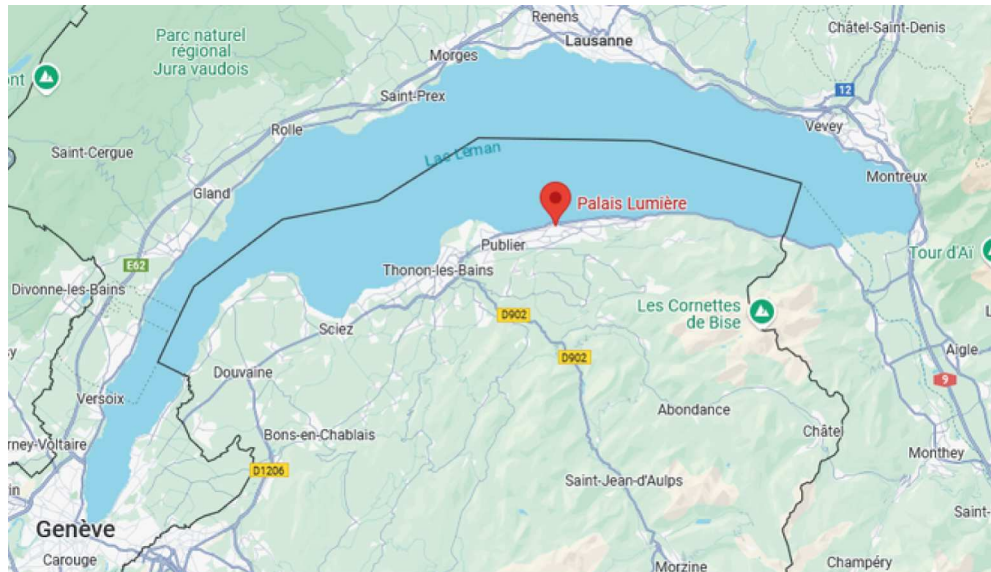 Renens
Lausanne
Châtel-Saint-Denis
Parc naturel
régional
Jura vaudois
Morges
12
Saint-Prex
Vevey
Rolle
Lac Léman
Saint-Cergue
Montreux
Gland
Palais Lumière
Publier
Tour d'Aï
E62
Thonon-les-Bains
Divonne-les-Bains
Les Cornettes
de Bise
D902
Sciez
D902
Aigle
Douvaine
9
Versoix
Abondance
Bons-en-Chablais
Châtel
rney-Voltaire
Monthey
D1206
Saint-Jean-d'Aulps
Saint-
Genève
Carouge
Morzine
Champéry